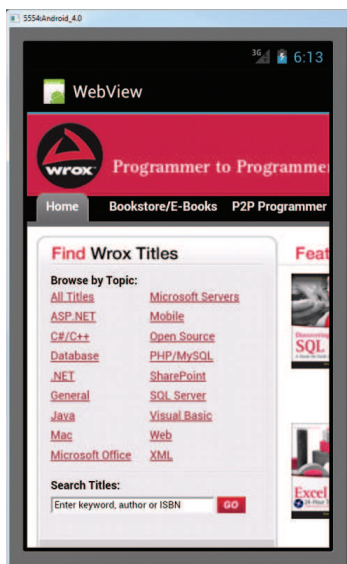 5554:Android_4.0
3G 6:13
WebView
WROX
Programmer to Programme
Home Bookstore/E-Books P2P Programmer
Find Wrox Titles
Feat
Browse by Topic:
All Titles Microsoft Servers
ASP.NET Mobile
C#/C++ Open Source
Database PHP/MySQL
.NET SharePoint
General SQL Server
Java Visual Basic
Mac Web
Microsoft Office XML
Search Titles:
Enter keyword, author or ISBN GO
SQL
Excel